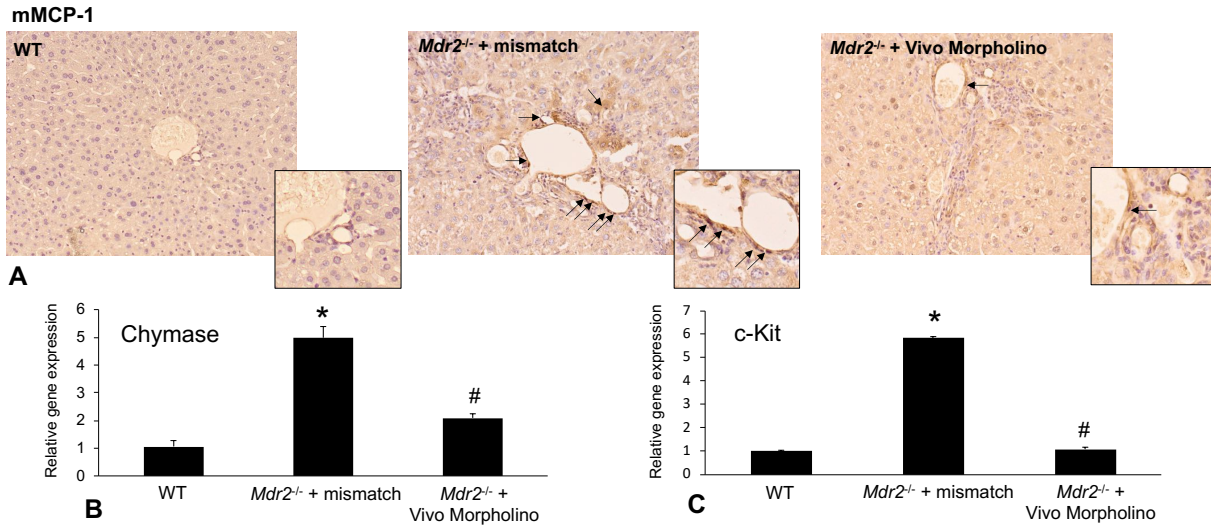 mMCP-1
WT
Mdr2-/- + mismatch
Mdr2-/- + Vivo Morpholino
A
Relative gene expression
6
5
4
3
2
1
0
Chymase
*
#
WT
Mdr2-/- + mismatch
Mdr2-/- +
Vivo Morpholino
B
Relative gene expression
7
6
5
4
3
2
1
0
c-Kit
*
#
WT
Mdr2-/- + mismatch
Mdr2-/- +
Vivo Morpholino
C